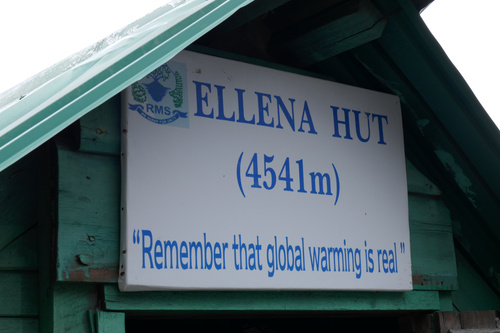 RMS
ELLENA HUT
(4541m)
"Remember that global warming is real"